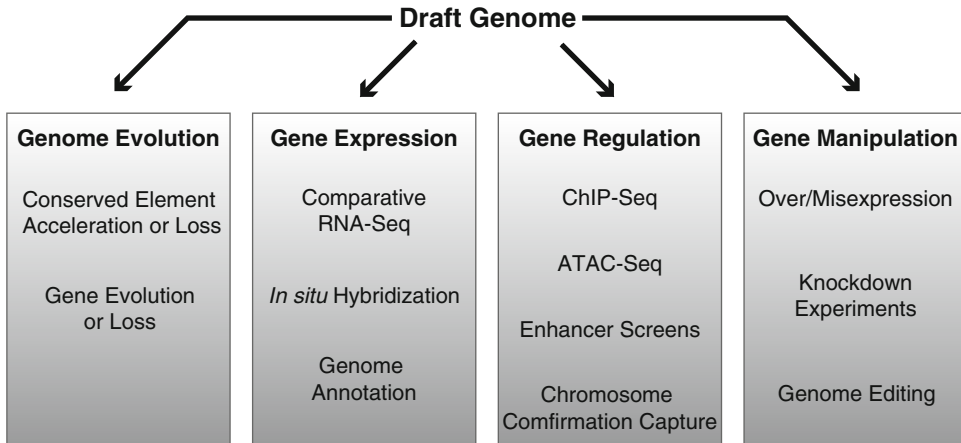 Draft Genome
Genome Evolution
Conserved Element
Acceleration or Loss
Gene Evolution
or Loss
Gene Expression
Comparative
RNA-Seq
In situ Hybridization
Genome
Annotation
Gene Regulation
ChIP-Seq
ATAC-Seq
Enhancer Screens
Chromosome
Comfirmation Capture
Gene Manipulation
Over/Misexpression
Knockdown
Experiments
Genome Editing